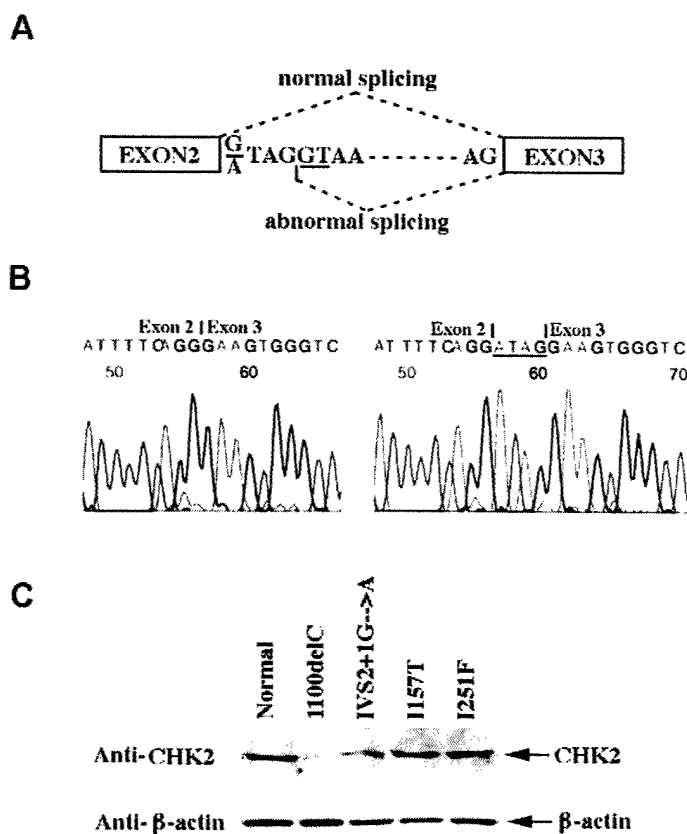 A
normal splicing
EXON2 G/A TAGGTAA AG EXON3
abnormal splicing
B
Exon 2 Exon 3
ATTTTCAGGGAAGTGGGTC
50 60
Exon 2 Exon 3
ATTTTCAGGATAGGAAGTGGGTC
50 60 70
C
Normal
1100delC
IVS2+1G-->A
I157T
I251F
Anti-CHK2 CHK2
Anti-β-actin β-actin